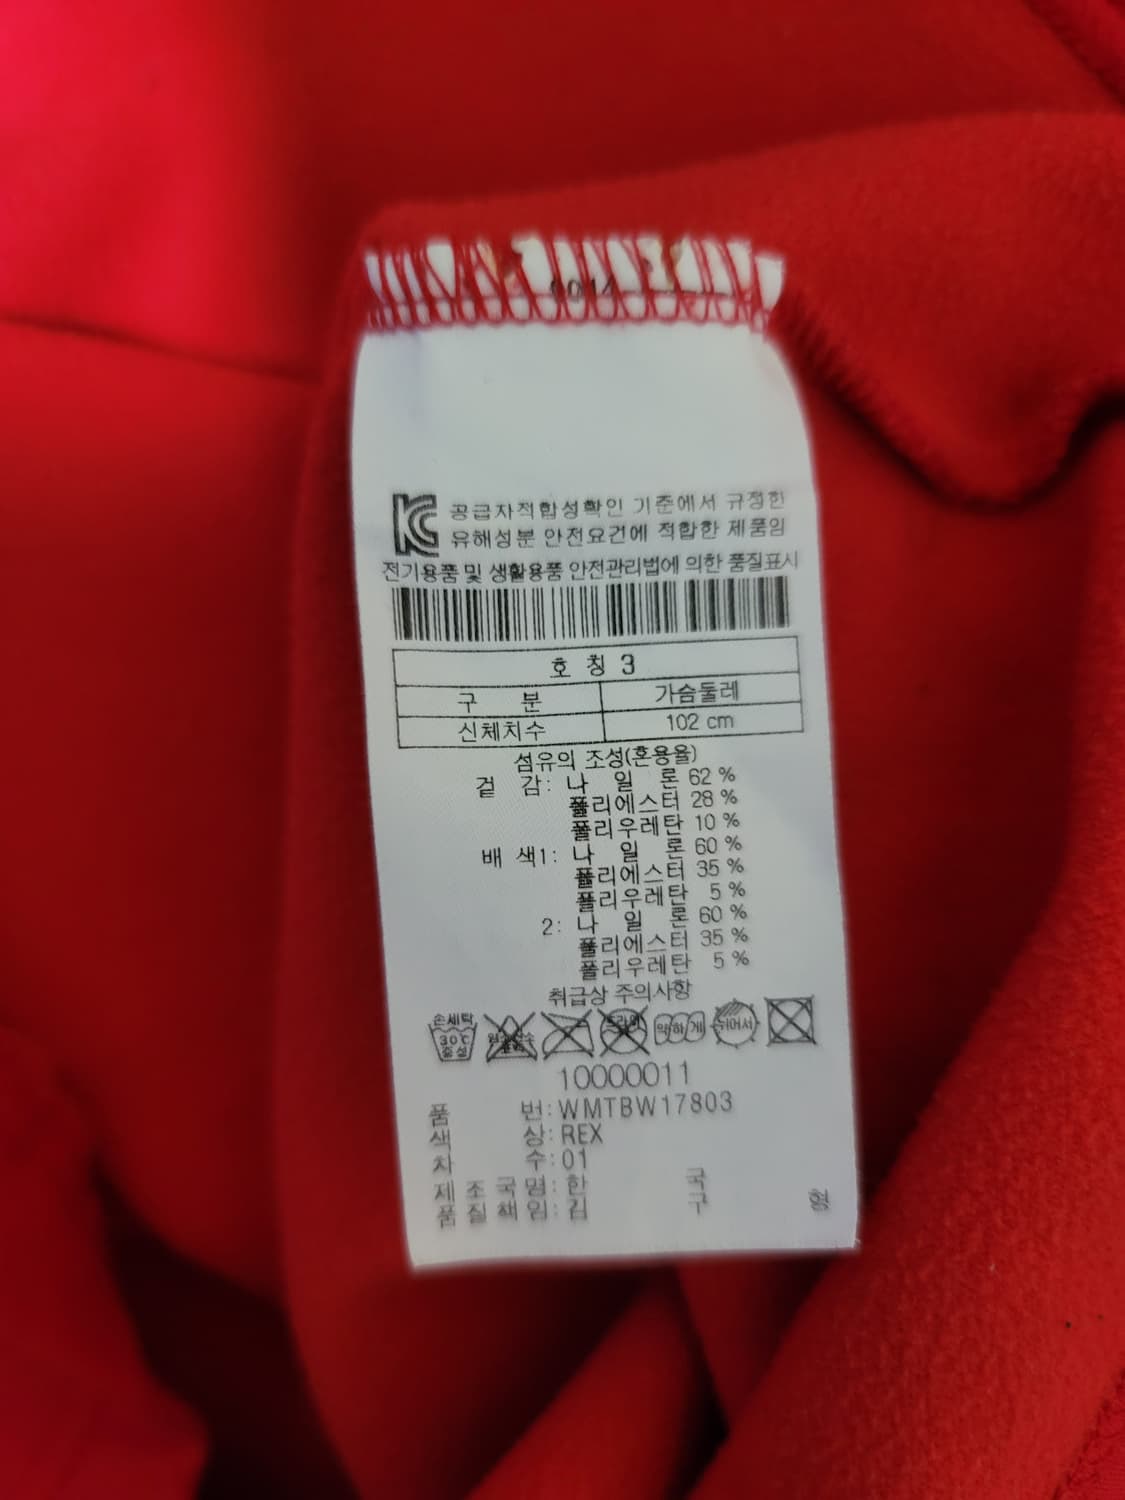 KC 공급자적합성확인 기준에서 규정한
유해성분 안전요건에 적합한 제품임
전기용품 및 생활용품 안전관리법에 의한 품질표시
호 칭 3
구 분 가슴둘레
신체치수 102 cm
섬유의 조성(혼용율)
겉 감: 나 일 론 62 %
폴리에스터 28 %
폴리우레탄 10 %
배 색1: 나 일 론 60 %
폴리에스터 35 %
폴리우레탄 5 %
2: 나 일 론 60 %
폴리에스터 35 %
폴리우레탄 5 %
취급상 주의사항
손세탁 30℃ 중성 드라이 약하게 뉘어서
10000011
품 번: WMTBW17803
색 상: REX
차 수: 01
제 조 국 명: 한 국
품 질 책 임: 김 구 형